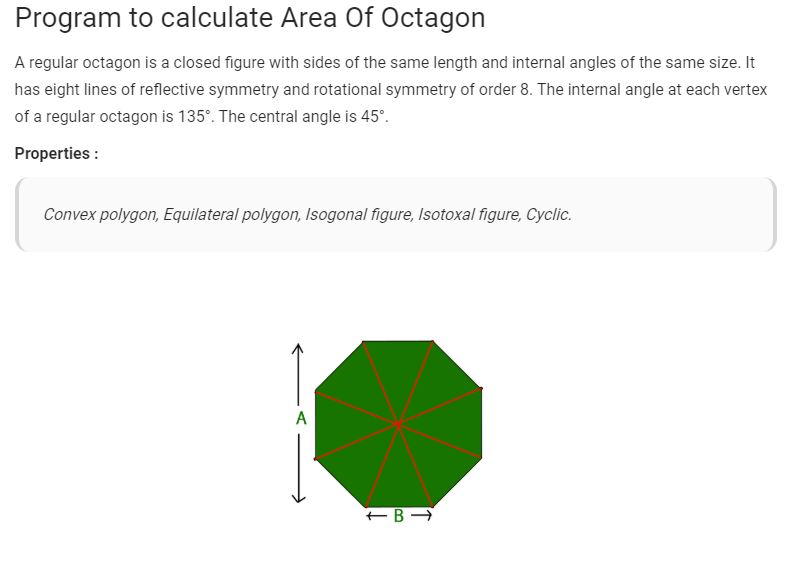 Program to calculate Area Of Octagon
A regular octagon is a closed figure with sides of the same length and internal angles of the same size. It
has eight lines of reflective symmetry and rotational symmetry of order 8. The internal angle at each vertex
of a regular octagon is 135°. The central angle is 45°.
Properties :
Convex polygon, Equilateral polygon, Isogonal figure, Isotoxal figure, Cyclic.
A
B